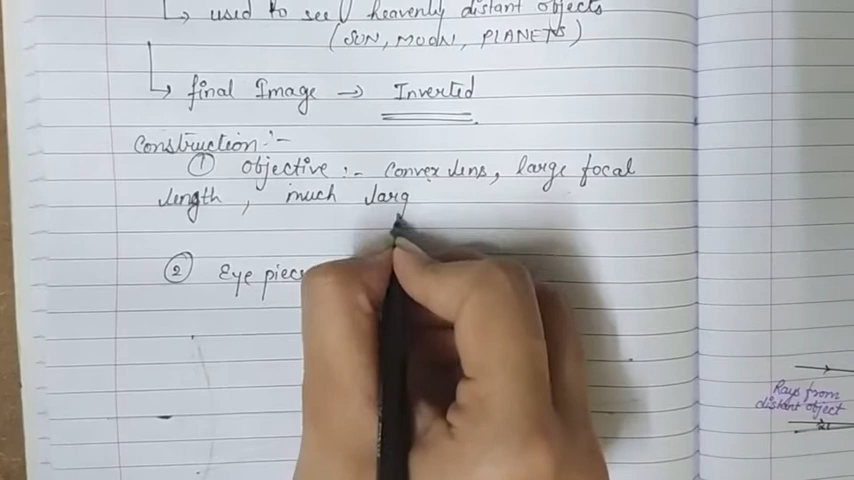 ↳ used to see heavenly distant objects
(SUN, MOON, PLANETS)
↳ final Image → Inverted
Construction :-
① Objective :- Convex lens, large focal
length, much larg
② Eye piec
Rays from
distant object